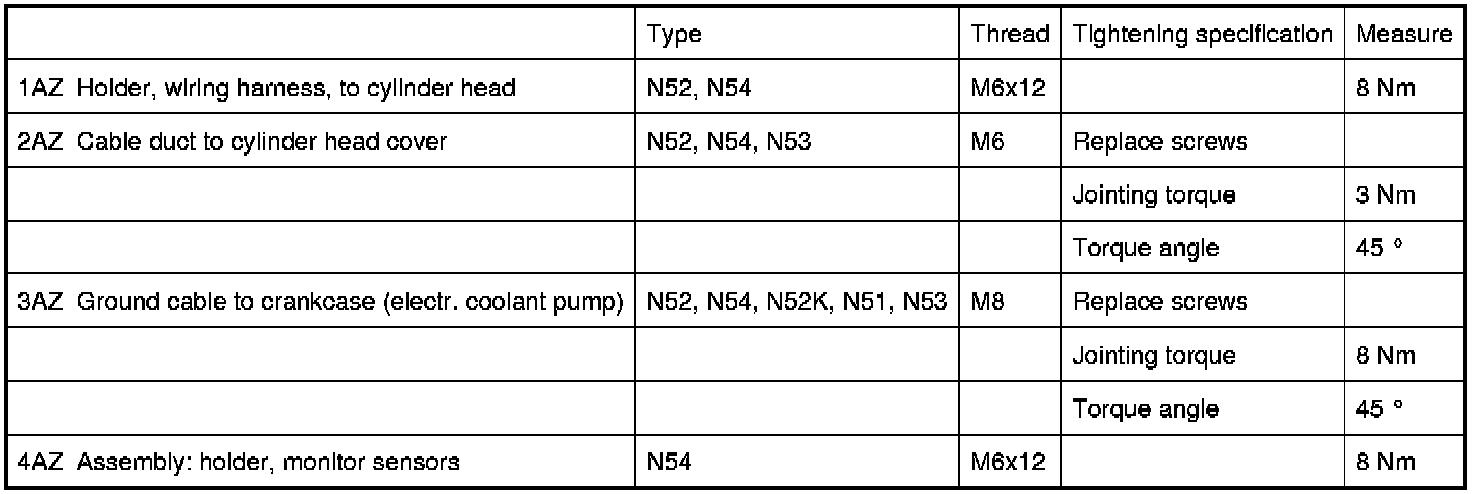 Type Thread Tightening specification Measure
1AZ Holder, wiring harness, to cylinder head N52, N54 M6x12 8 Nm
2AZ Cable duct to cylinder head cover N52, N54, N53 M6 Replace screws
Jointing torque 3 Nm
Torque angle 45 °
3AZ Ground cable to crankcase (electr. coolant pump) N52, N54, N52K, N51, N53 M8 Replace screws
Jointing torque 8 Nm
Torque angle 45 °
4AZ Assembly: holder, monitor sensors N54 M6x12 8 Nm